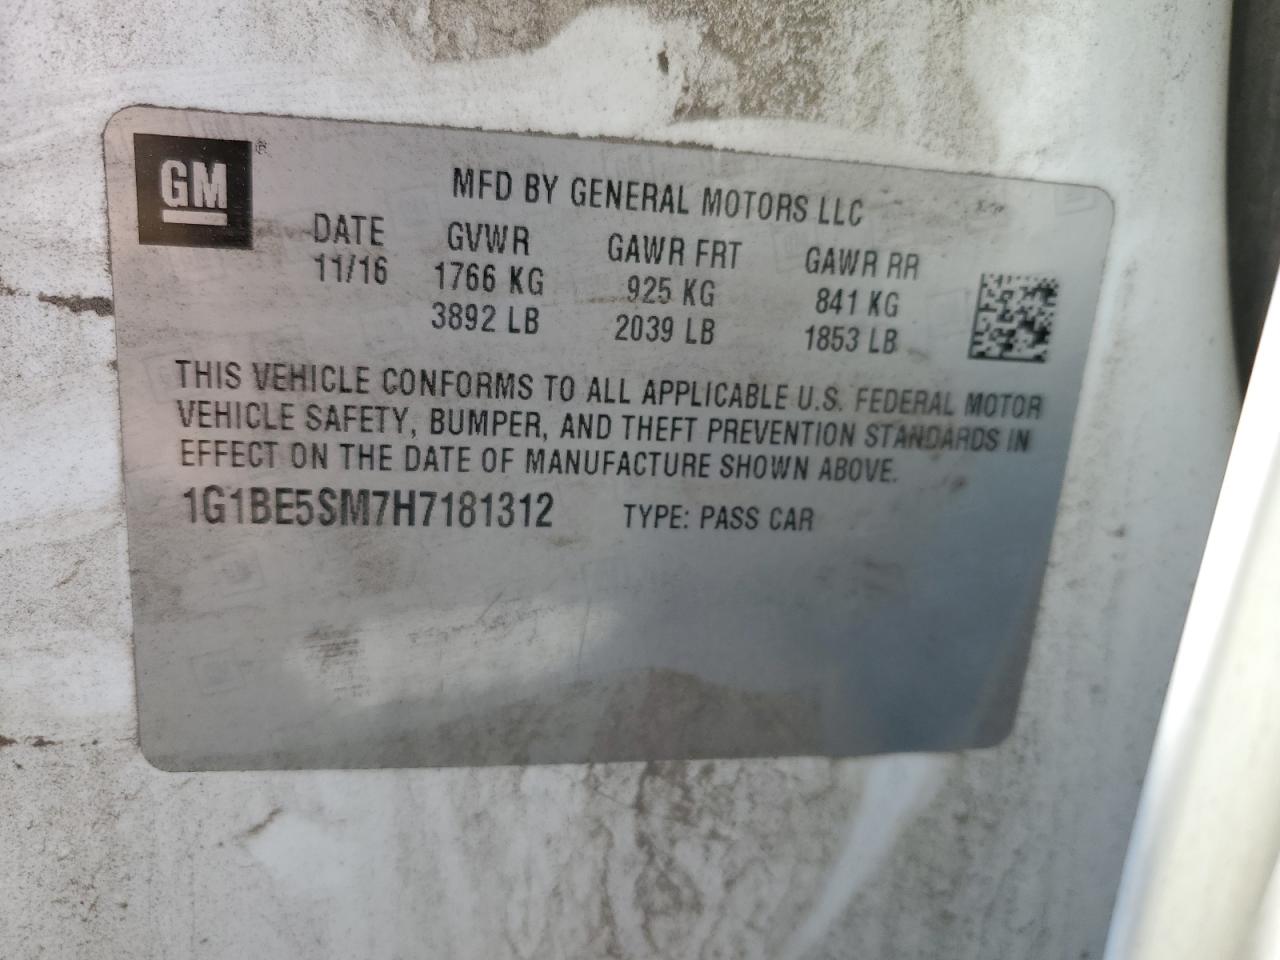 GM ®
MFD BY GENERAL MOTORS LLC
DATE GVWR GAWR FRT GAWR RR
11/16 1766 KG 925 KG 841 KG
3892 LB 2039 LB 1853 LB
THIS VEHICLE CONFORMS TO ALL APPLICABLE U.S. FEDERAL MOTOR
VEHICLE SAFETY, BUMPER, AND THEFT PREVENTION STANDARDS IN
EFFECT ON THE DATE OF MANUFACTURE SHOWN ABOVE.
1G1BE5SM7H7181312 TYPE: PASS CAR